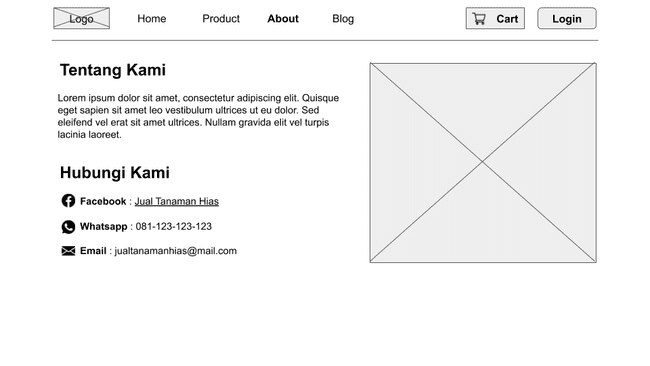 Logo
Home
Product
About
Blog
Cart
Login
Tentang Kami
Lorem ipsum dolor sit amet, consectetur adipiscing elit. Quisque
eget sapien sit amet leo vestibulum ultrices ut eu dolor. Sed
eleifend vel erat sit amet ultrices. Nullam gravida elit vel turpis
lacinia laoreet.
Hubungi Kami
Facebook : Jual Tanaman Hias
Whatsapp : 081-123-123-123
Email : jualtanamanhias@mail.com